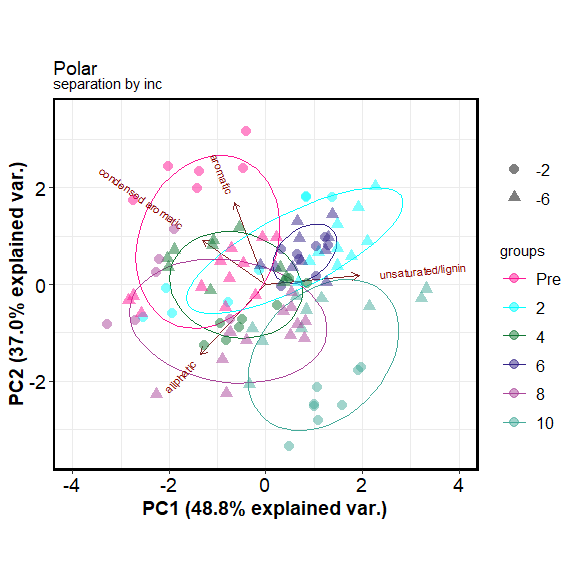 Polar
separation by inc
condensed aromatic
aromatic
unsaturated/lignin
aliphatic
2
0
-2
-4
-2
0
2
4
PC1 (48.8% explained var.)
PC2 (37.0% explained var.)
-2
-6
groups
Pre
2
4
6
8
10